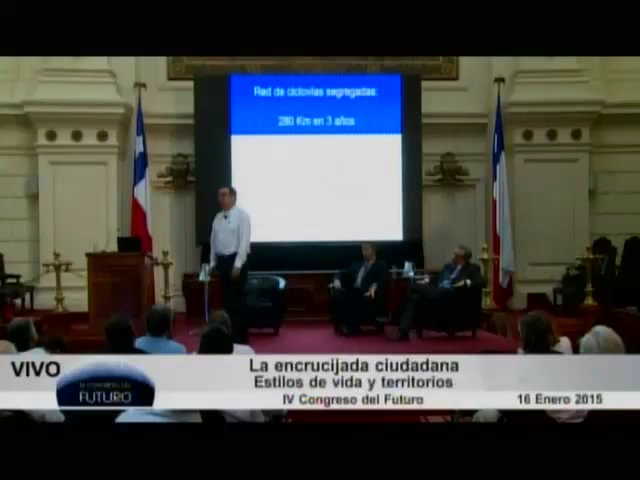 Red de ciclovías segregadas:
280 Km en 3 años
VIVO
FUTURO
La encrucijada ciudadana
Estilos de vida y territorios
IV Congreso del Futuro
16 Enero 2015